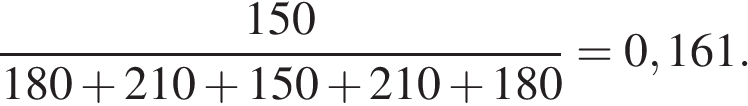 150
180 + 210 + 150 + 210 + 180 = 0,161.